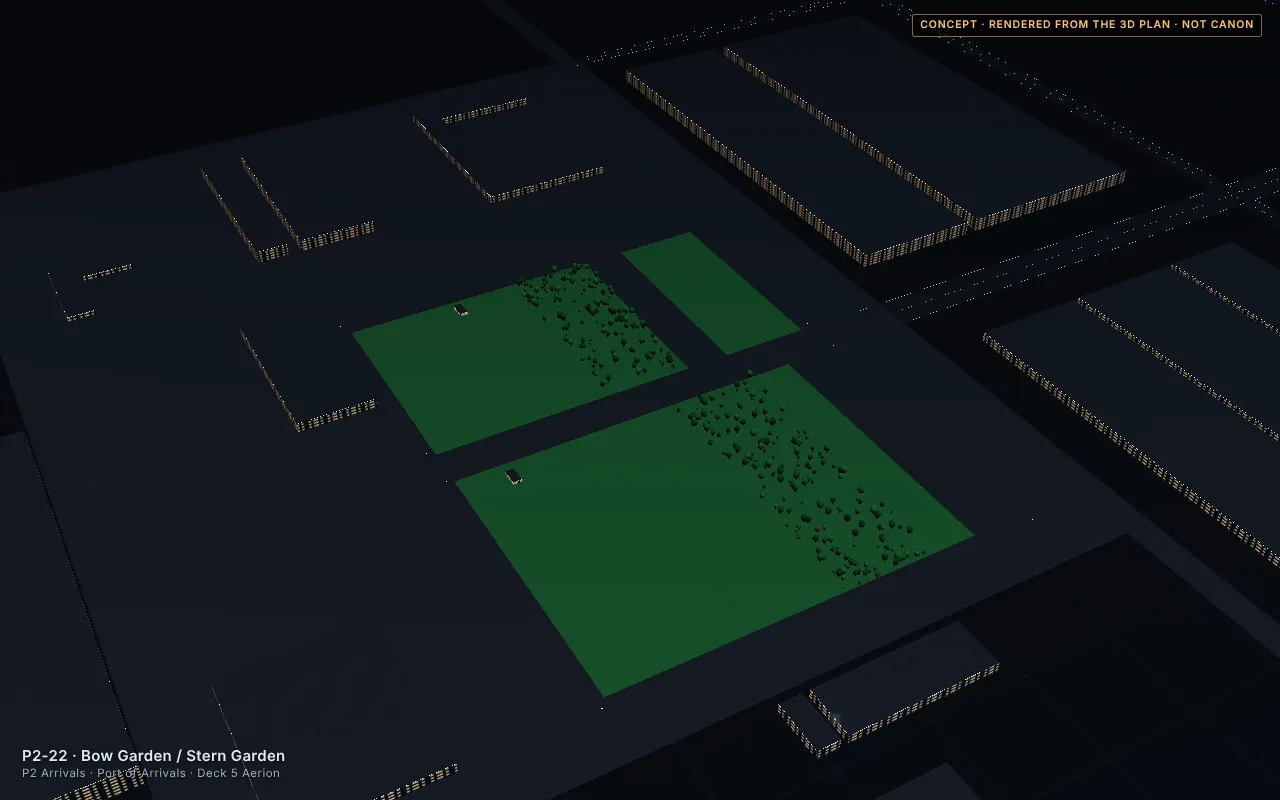 CONCEPT · RENDERED FROM THE 3D PLAN · NOT CANON
P2-22 · Bow Garden / Stern Garden
P2 Arrivals · Port of Arrivals · Deck 5 Aerion